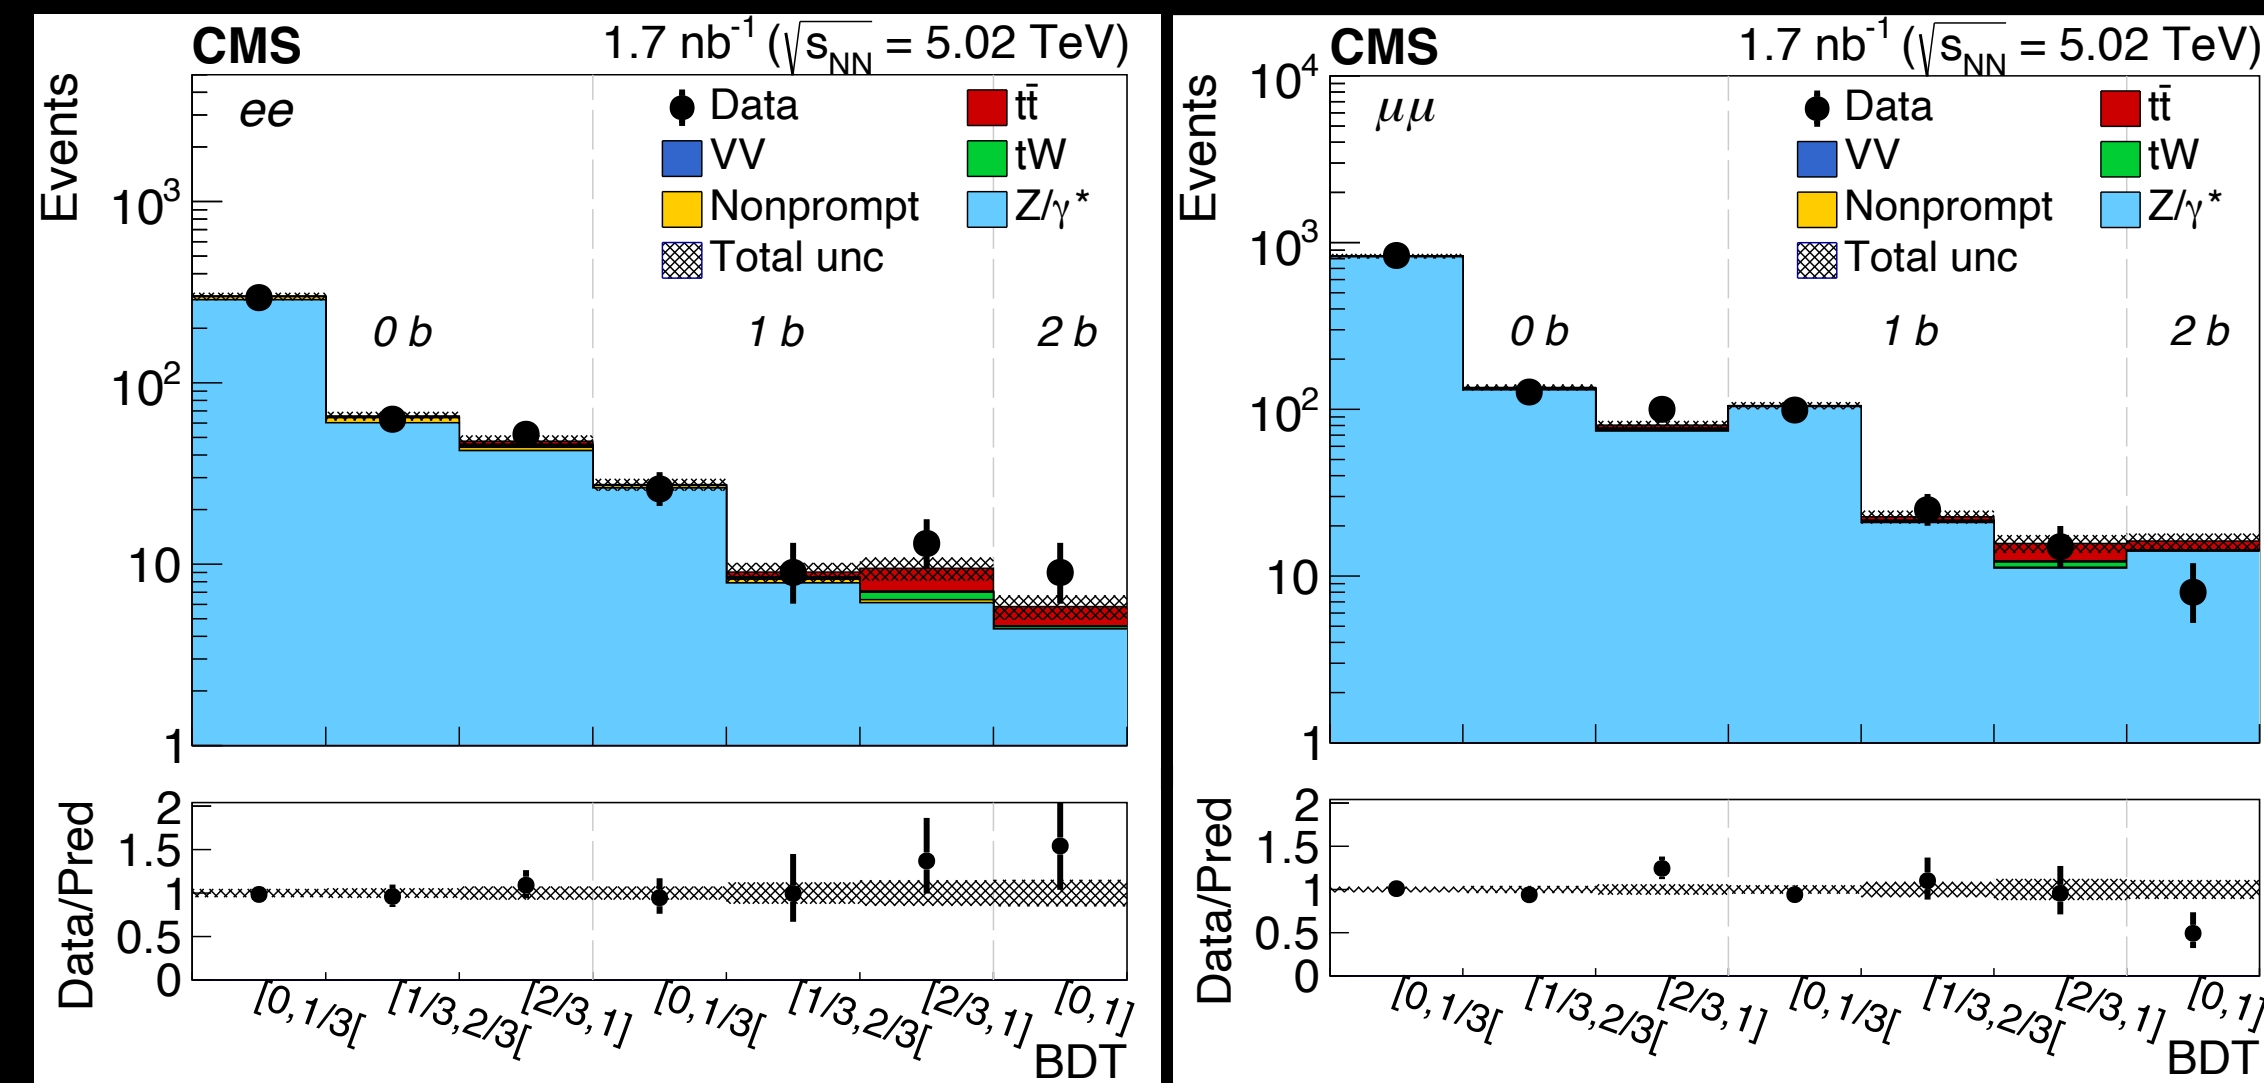 CMS 1.7 nb⁻¹ (√s_NN = 5.02 TeV)
Events
ee
Data
tt̄
VV
tW
Nonprompt
Z/γ*
Total unc
0 b
1 b
2 b
10³
10²
10
1
Data/Pred
2
1.5
1
0.5
0
[0, 1/3[
[1/3, 2/3[
[2/3, 1]
[0, 1/3[
[1/3, 2/3[
[2/3, 1]
[0, 1]
BDT
CMS 1.7 nb⁻¹ (√s_NN = 5.02 TeV)
Events
μμ
Data
tt̄
VV
tW
Nonprompt
Z/γ*
Total unc
0 b
1 b
2 b
10⁴
10³
10²
10
1
Data/Pred
2
1.5
1
0.5
0
[0, 1/3[
[1/3, 2/3[
[2/3, 1]
[0, 1/3[
[1/3, 2/3[
[2/3, 1]
[0, 1]
BDT